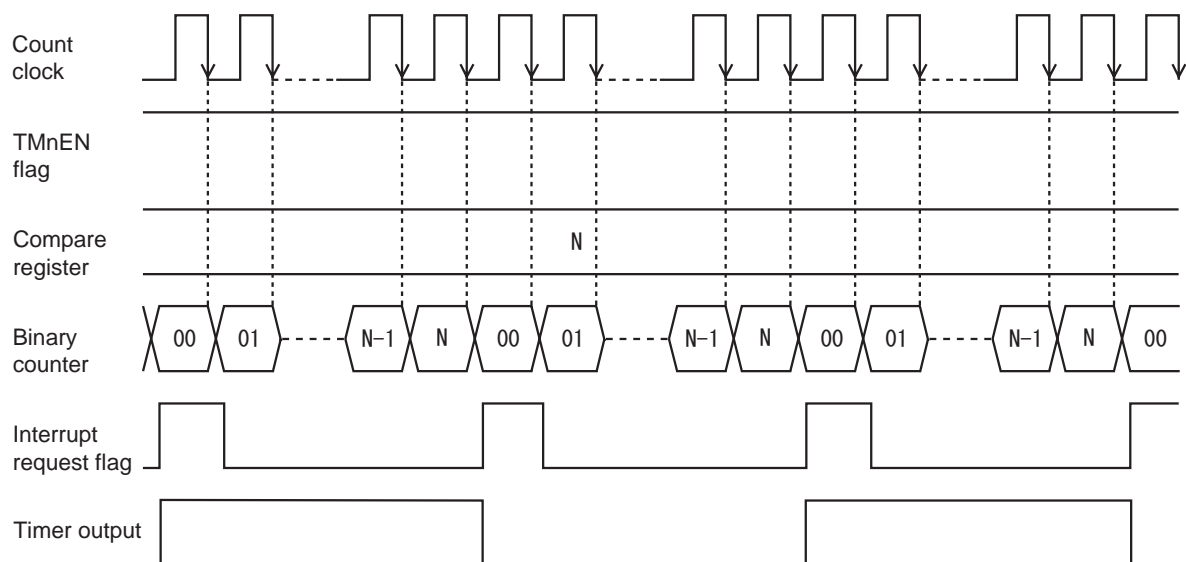 Count
clock
TMnEN
flag
Compare
register
N
Binary
counter
00 01 N-1 N 00 01 N-1 N 00 01 N-1 N 00
Interrupt
request flag
Timer output